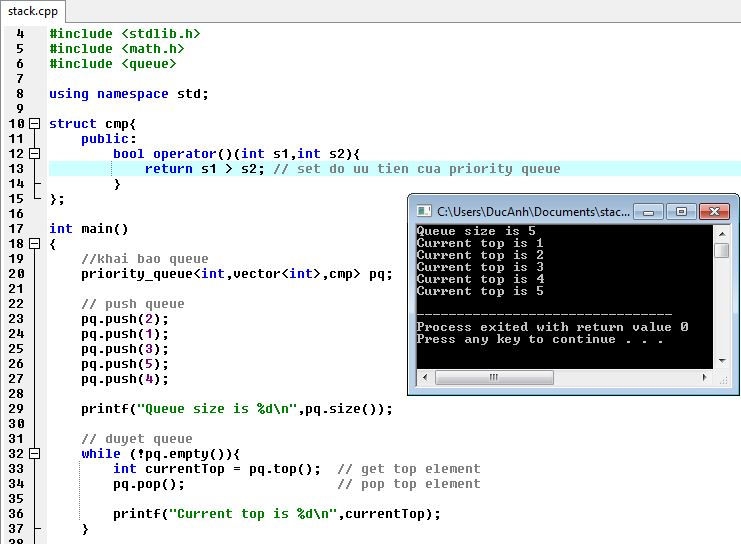 stack.cpp
4 #include <stdlib.h>
5 #include <math.h>
6 #include <queue>
7
8 using namespace std;
9
10 struct cmp{
11 public:
12 bool operator()(int s1,int s2){
13 return s1 > s2; // set do uu tien cua priority queue
14 }
15 };
16
17 int main()
18 {
19 //khai bao queue
20 priority_queue<int,vector<int>,cmp> pq;
21
22 // push queue
23 pq.push(2);
24 pq.push(1);
25 pq.push(3);
26 pq.push(5);
27 pq.push(4);
28
29 printf("Queue size is %d\n",pq.size());
30
31 // duyet queue
32 while (!pq.empty()){
33 int currentTop = pq.top(); // get top element
34 pq.pop(); // pop top element
35
36 printf("Current top is %d\n",currentTop);
37 }
C:\Users\DucAnh\Documents\stac...
Queue size is 5
Current top is 1
Current top is 2
Current top is 3
Current top is 4
Current top is 5
--------------------------------
Process exited with return value 0
Press any key to continue . . .